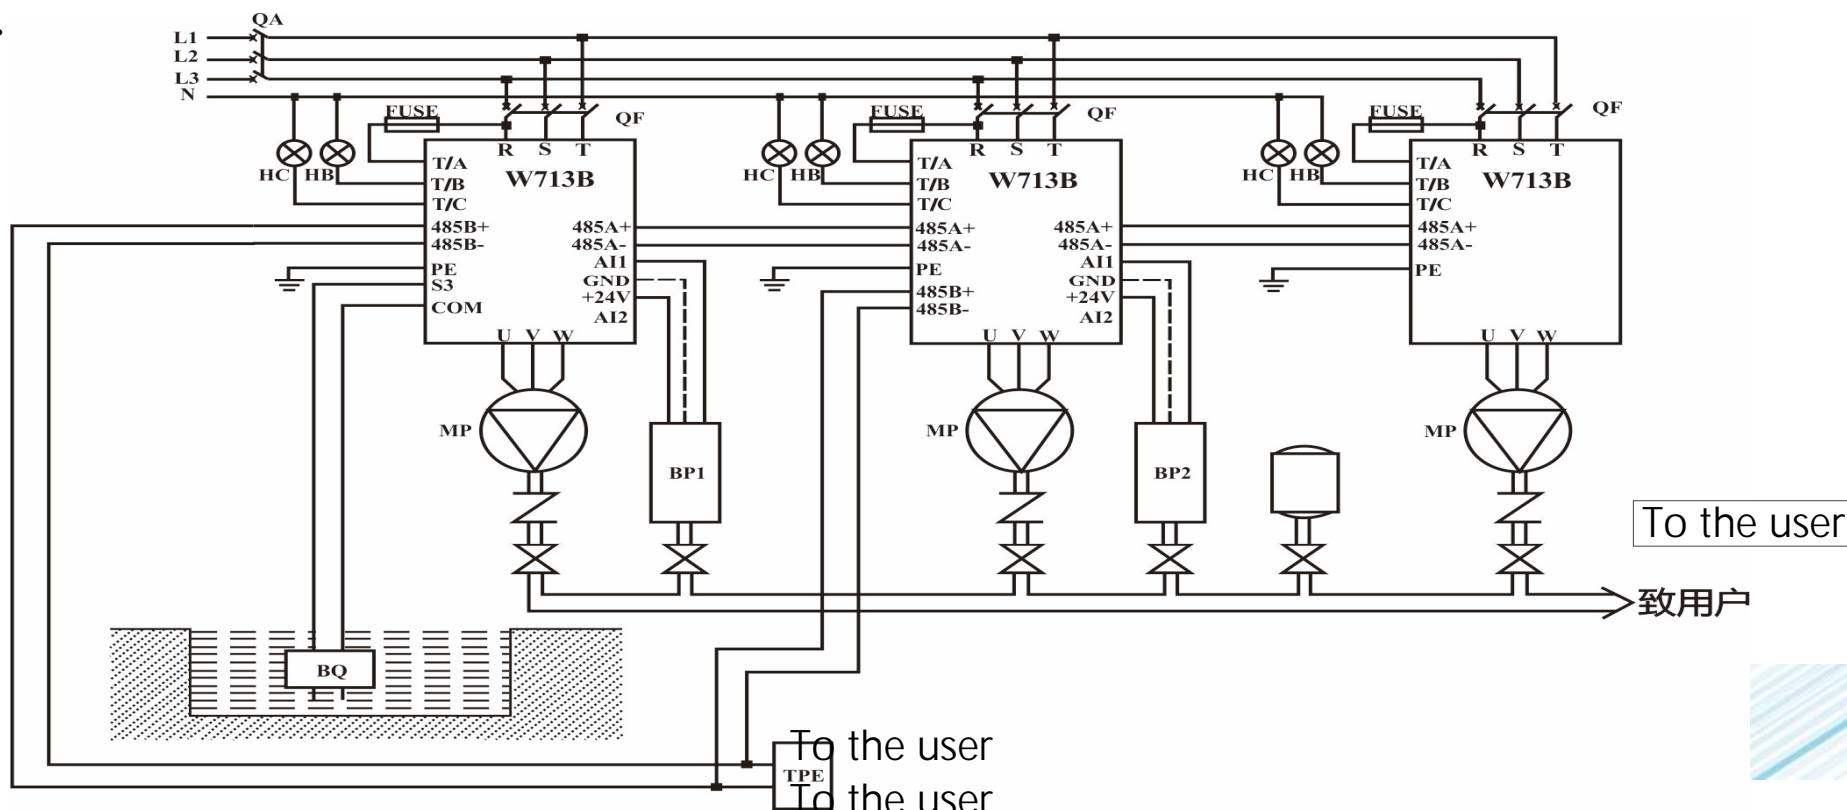 QA
L1
L2
L3
N
FUSE
QF
FUSE
QF
FUSE
QF
R S T
R S T
R S T
HC HB
T/A
T/B
T/C
W713B
HC HB
T/A
T/B
T/C
W713B
HC HB
T/A
T/B
T/C
W713B
485B+
485B-
PE
S3
COM
485A+
485A-
AI1
GND
+24V
AI2
U V W
485A+
485A-
PE
485B+
485B-
485A+
485A-
AI1
GND
+24V
AI2
U V W
485A+
485A-
PE
U V W
MP
BP1
MP
BP2
MP
To the user
致用户
BQ
To the user
TPE
To the user